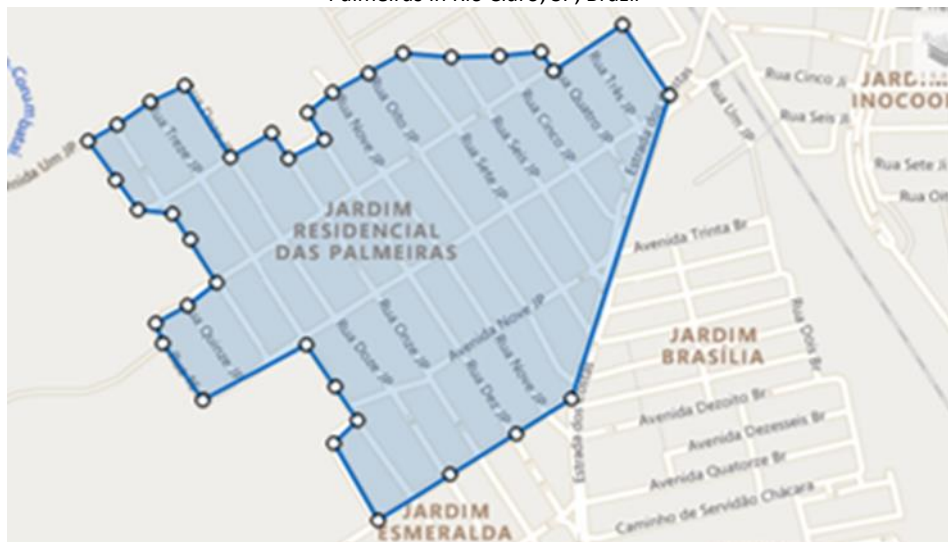 Palmeiras in Rio Claro, SP, Brazil
Rua Três JP
Rua Quatro JP
Rua Cinco JP
Rua Seis JP
Rua Sete JP
Rua Oito JP
Rua Nove JP
Rua Treze JP
Rua Um JP
Rua Cinco JI
Rua Seis JI
Rua Sete JI
JARDIM
INOCOOP
JARDIM
RESIDENCIAL
DAS PALMEIRAS
Avenida Trinta Br
Avenida Nove JP
Rua Onze JP
Rua Doze JP
Rua Nove JP
Rua Dez JP
Rua Dois Br
JARDIM
BRASÍLIA
Avenida Dezoito Br
Avenida Dezesseis Br
Avenida Quatorze Br
Caminho de Servidão Chácara
JARDIM
ESMERALDA